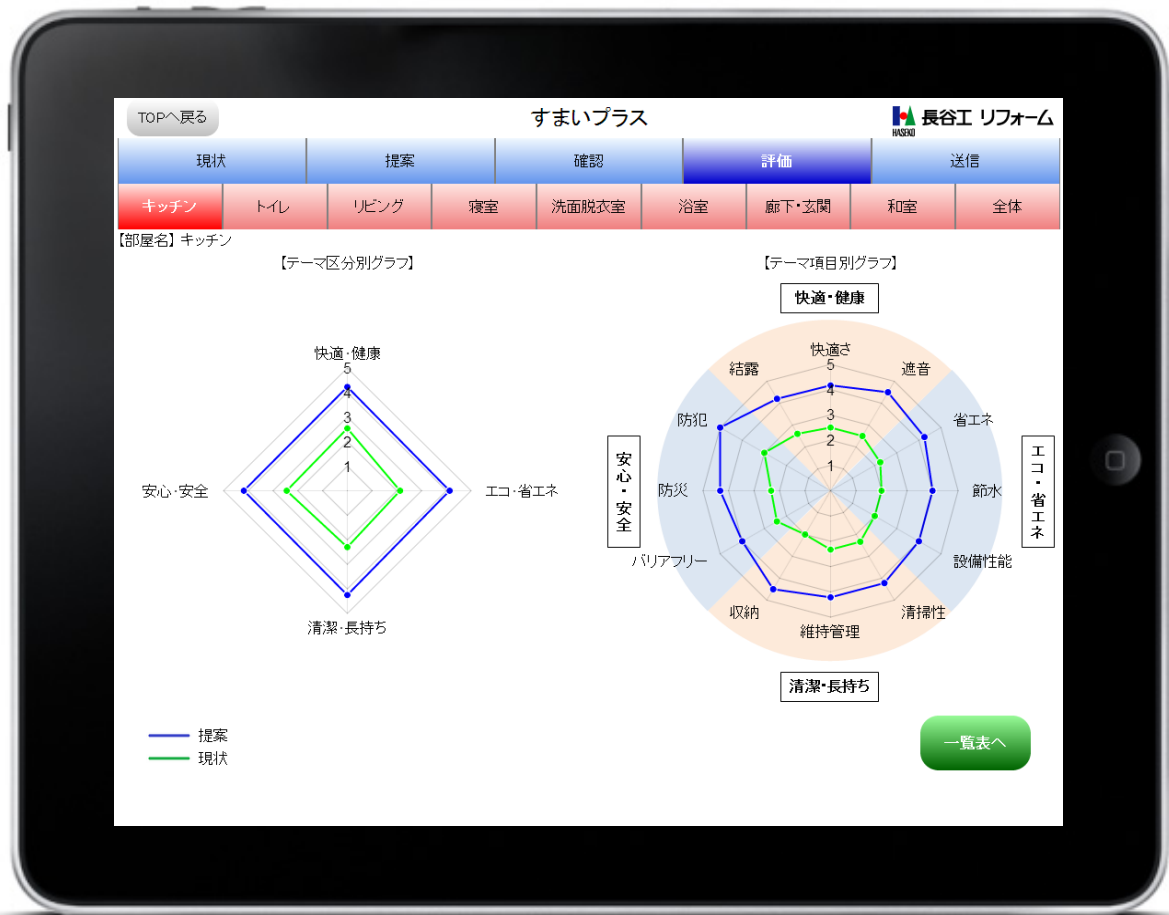 TOPへ戻る
すまいプラス
HASEKO
長谷工 リフォーム
現状
提案
確認
評価
送信
キッチン
トイレ
リビング
寝室
洗面脱衣室
浴室
廊下・玄関
和室
全体
【部屋名】キッチン
【テーマ区分別グラフ】
快適・健康
5
4
3
2
1
安心・安全
エコ・省エネ
清潔・長持ち
【テーマ項目別グラフ】
快適・健康
快適さ
結露
遮音
5
4
3
2
1
防犯
省エネ
安心・安全
防災
節水
エコ・省エネ
バリアフリー
設備性能
収納
清掃性
維持管理
清潔・長持ち
提案
現状
一覧表へ